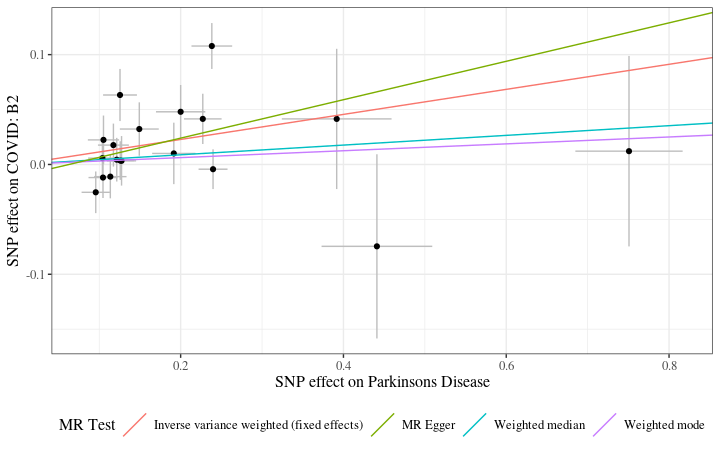 0.1
0.0
-0.1
SNP effect on COVID: B2
0.2 0.4 0.6 0.8
SNP effect on Parkinsons Disease
MR Test Inverse variance weighted (fixed effects) MR Egger Weighted median Weighted mode